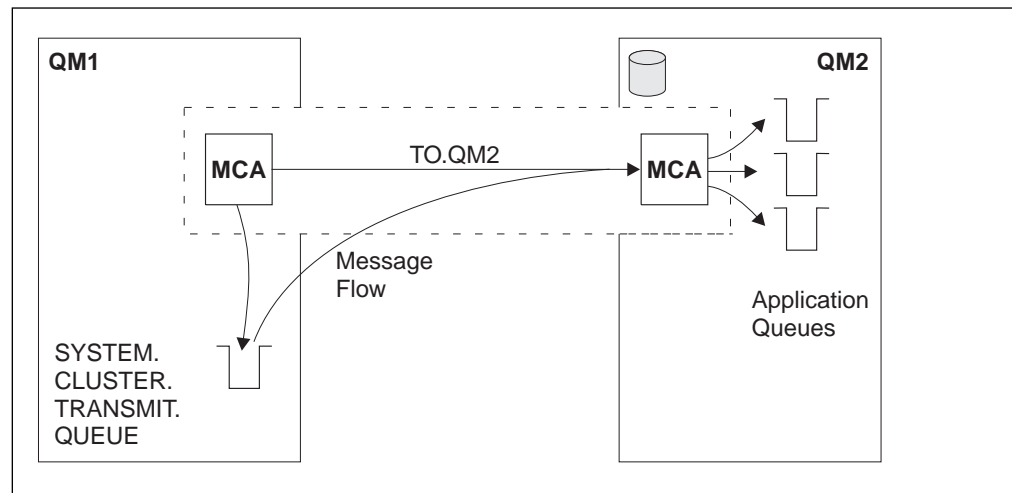 QM1
QM2
MCA
TO.QM2
MCA
Message
Flow
Application
Queues
SYSTEM.
CLUSTER.
TRANSMIT.
QUEUE